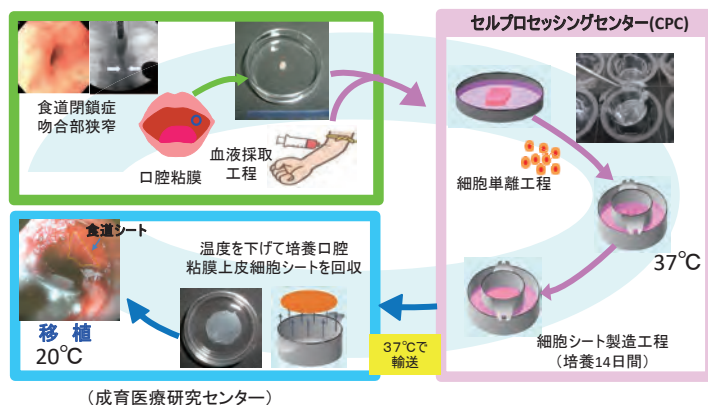 セルプロセッシングセンター(CPC)
食道閉鎖症
吻合部狭窄
口腔粘膜
血液採取
工程
細胞単離工程
37℃
細胞シート製造工程
（培養14日間）
37℃で
輸送
温度を下げて培養口腔
粘膜上皮細胞シートを回収
食道シート
移 植
20℃
（成育医療研究センター）